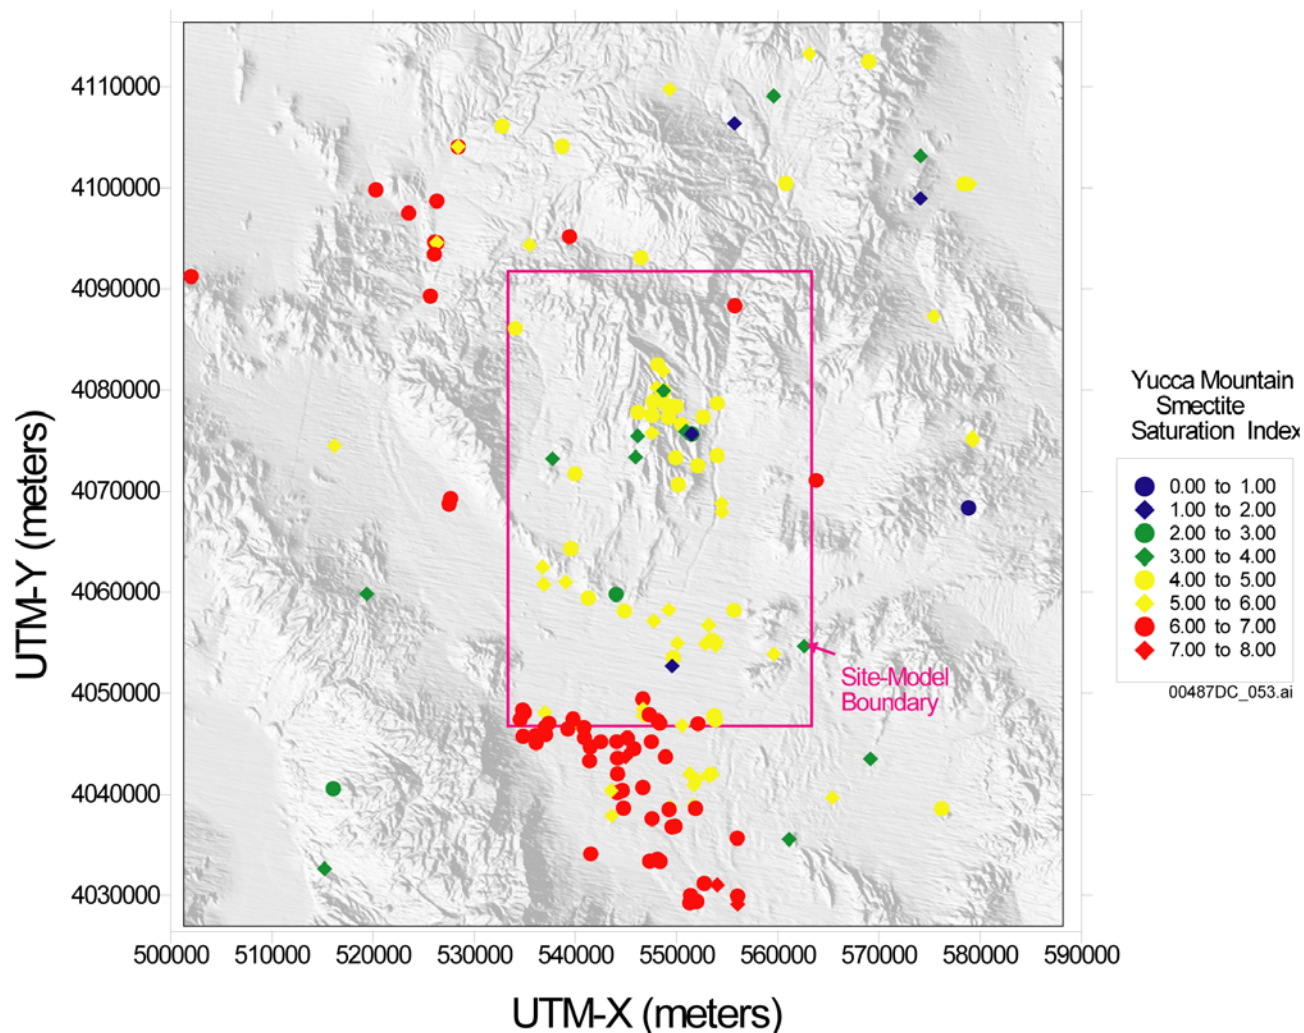 4110000
4100000
4090000
4080000
4070000
4060000
4050000
4040000
4030000
UTM-Y (meters)
500000 510000 520000 530000 540000 550000 560000 570000 580000 590000
UTM-X (meters)
Site-Model
Boundary
Yucca Mountain
Smectite
Saturation Index
0.00 to 1.00
1.00 to 2.00
2.00 to 3.00
3.00 to 4.00
4.00 to 5.00
5.00 to 6.00
6.00 to 7.00
7.00 to 8.00
00487DC_053.ai